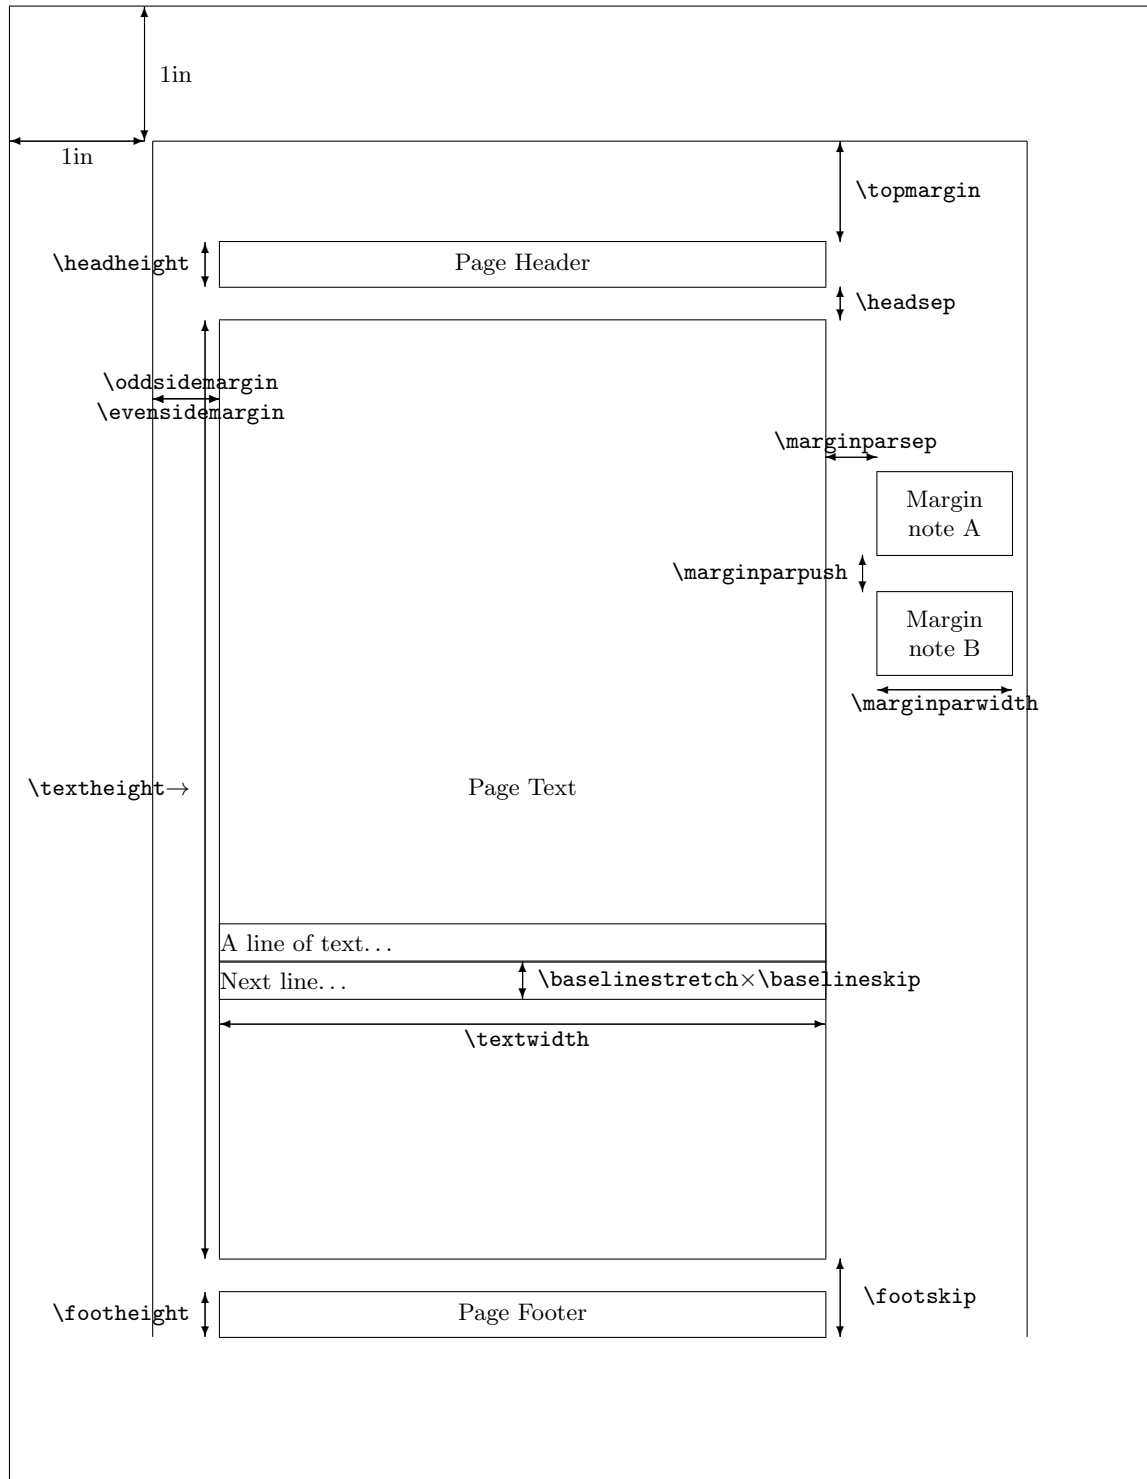 1in
1in
\topmargin
\headheight
Page Header
\headsep
\oddsidemargin
\evensidemargin
\marginparsep
Margin
note A
\marginparpush
Margin
note B
\marginparwidth
\textheight→
Page Text
A line of text...
Next line...
\baselinestretch×\baselineskip
\textwidth
\footskip
\footheight
Page Footer